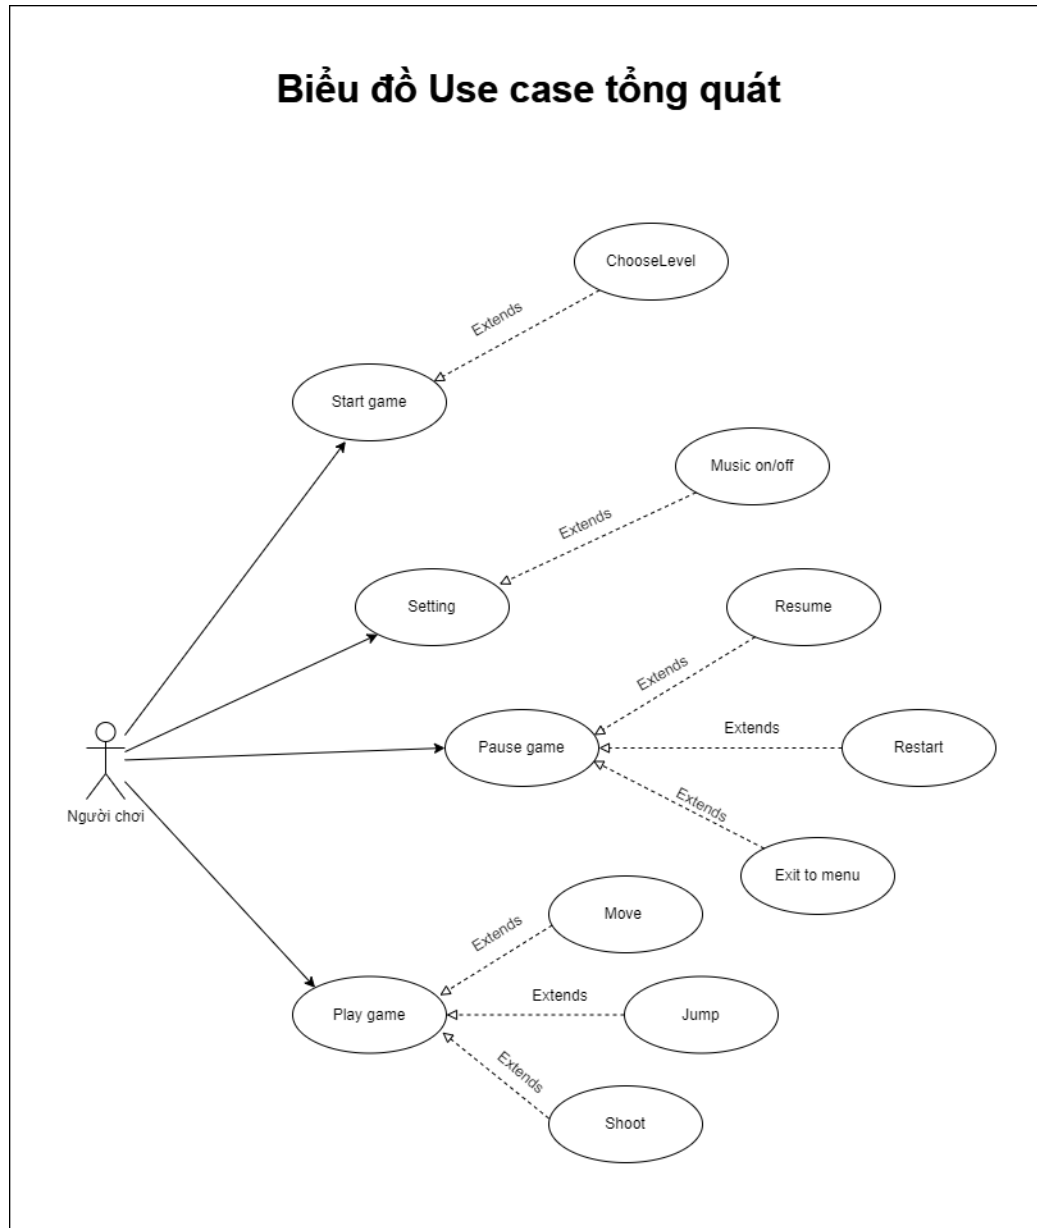 Biểu đồ Use case tổng quát
ChooseLevel
Extends
Start game
Music on/off
Extends
Setting
Resume
Extends
Pause game
Extends
Restart
Người chơi
Extends
Exit to menu
Move
Extends
Play game
Extends
Jump
Extends
Shoot